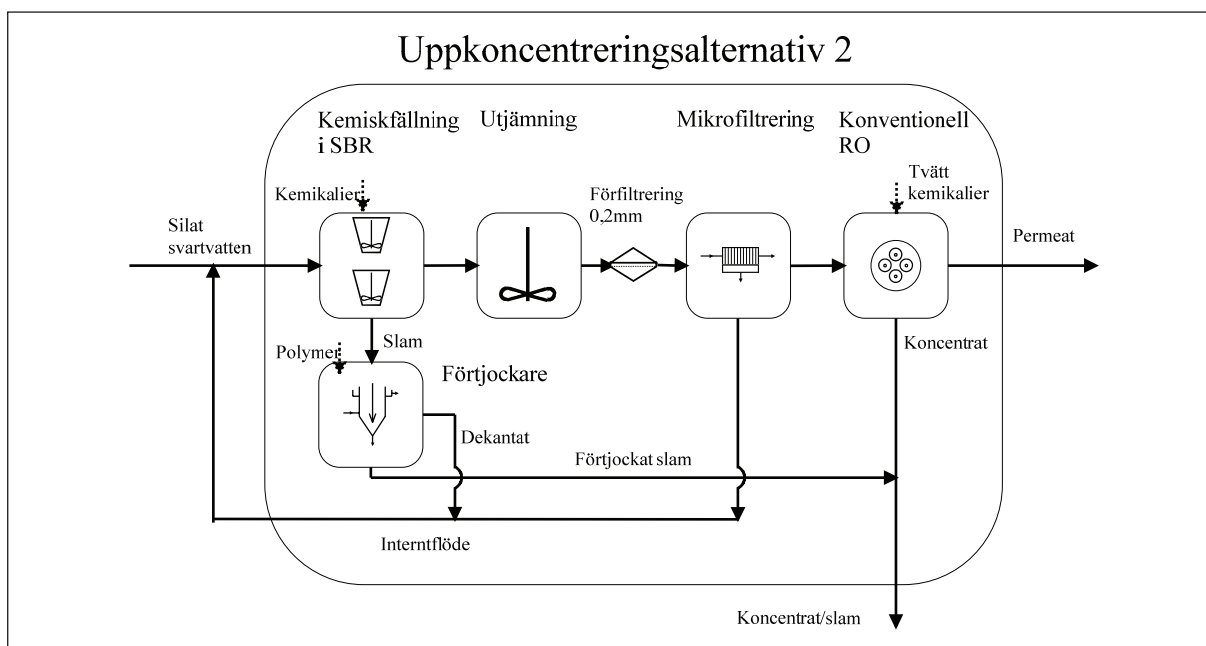 Uppkoncentreringsalternativ 2
Kemiskfällning
i SBR
Utjämning
Mikrofiltrering
Konventionell
RO
Kemikalier
Förfiltrering
0,2mm
Tvätt
kemikalier
Silat
svartvatten
Permeat
Slam
Koncentrat
Polymer
Förtjockare
Dekantat
Förtjockat slam
Interntflöde
Koncentrat/slam